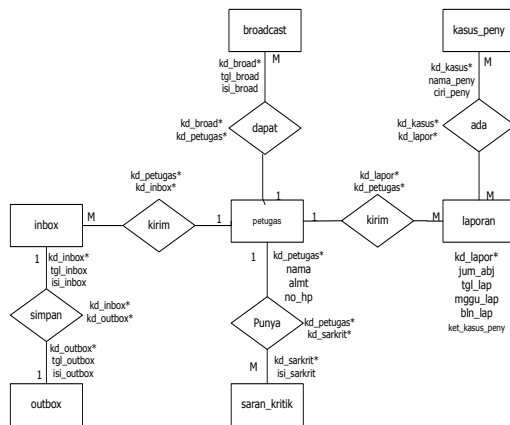 broadcast
kasus_peny
M
M
kd_broad*
tgl_broad
isi_broad
kd_kasus*
nama_peny
ciri_peny
kd_broad*
kd_petugas*
dapat
kd_kasus*
kd_lapor*
ada
kd_petugas*
kd_inbox*
kd_lapor*
kd_petugas*
1
M
inbox
M
kirim
1
petugas
1
kirim
M
laporan
1
kd_inbox*
tgl_inbox
isi_inbox
1
kd_petugas*
nama
almt
no_hp
kd_lapor*
jum_abj
tgl_lap
mggu_lap
bln_lap
ket_kasus_peny
simpan
kd_inbox*
kd_outbox*
Punya
kd_petugas*
kd_sarkrit*
kd_outbox*
tgl_outbox
isi_outbox
1
kd_sarkrit*
isi_sarkrit
M
outbox
saran_kritik